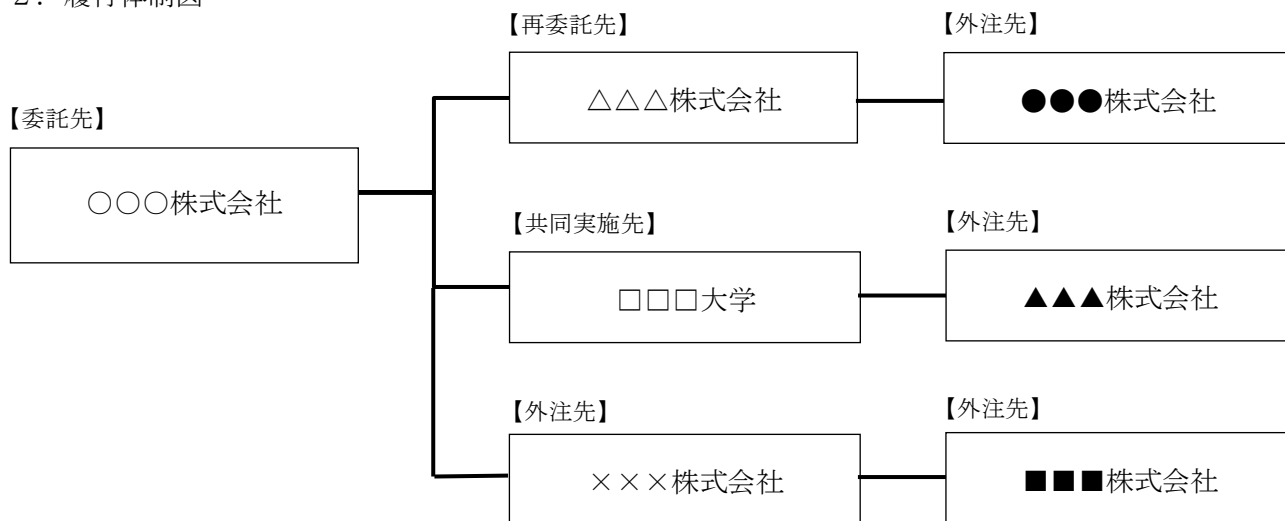 ２．履行体制図
【再委託先】
【外注先】
△△△株式会社
●●●株式会社
【委託先】
○○○株式会社
【共同実施先】
【外注先】
□□□大学
▲▲▲株式会社
【外注先】
【外注先】
×××株式会社
■■■株式会社